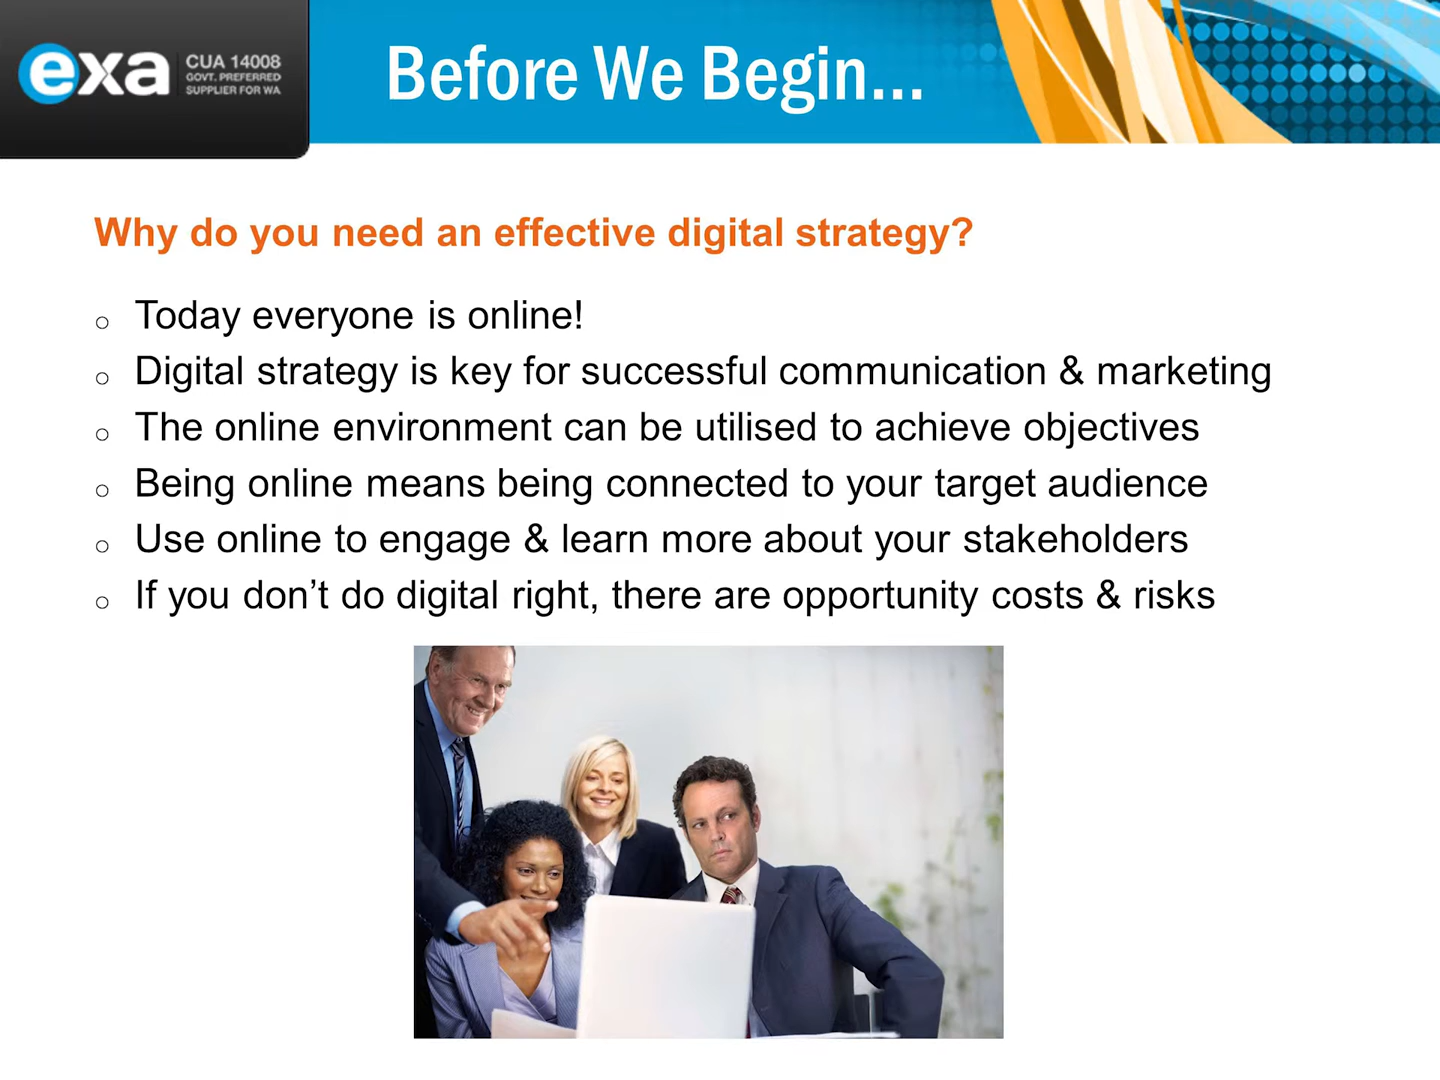 exa
CUA 14008
GOVT. PREFERRED
SUPPLIER FOR WA
Before We Begin...
Why do you need an effective digital strategy?
Today everyone is online!
Digital strategy is key for successful communication & marketing
The online environment can be utilised to achieve objectives
Being online means being connected to your target audience
Use online to engage & learn more about your stakeholders
If you don’t do digital right, there are opportunity costs & risks